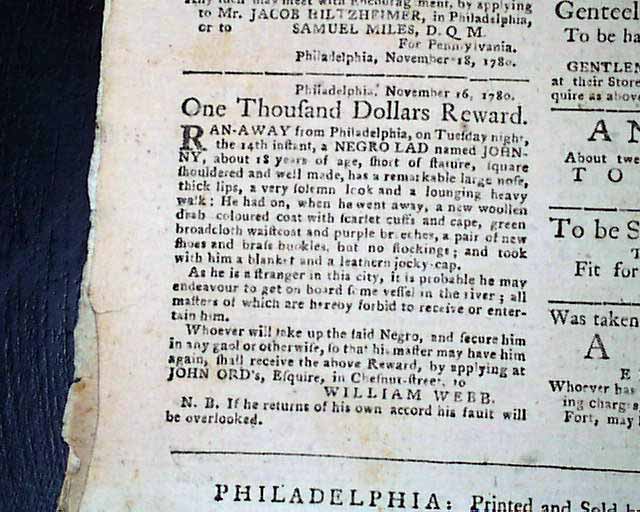 Any such may meet with Encouragement, by applying
to Mr. JACOB HILTZHEIMER, in Philadelphia,
or to SAMUEL MILES, D. Q. M.
For Pennsylvania.
Philadelphia, November 18, 1780.
Philadelphia, November 16, 1780.
One Thouſand Dollars Reward.
RAN-AWAY from Philadelphia, on Tueſday night,
the 14th inſtant, a NEGRO LAD named JOHN-
NY, about 18 years of age, ſhort of ſtature, ſquare
ſhouldered and well made, has a remarkable large noſe,
thick lips, a very ſolemn look and a lounging heavy
walk: He had on, when he went away, a new woollen
drab coloured coat with ſcarlet cuffs and cape, green
broadcloth waiſtcoat and purple breeches, a pair of new
ſhoes and braſs buckles, but no ſtockings; and took
with him a blanket and a leathern jocky-cap.
As he is a ſtranger in this city, it is probable he may
endeavour to get on board ſome veſſel in the river; all
maſters of which are hereby forbid to receive or enter-
tain him.
Whoever will take up the ſaid Negro, and ſecure him
in any gaol or otherwiſe, ſo that his maſter may have him
again, ſhall receive the above Reward, by applying at
JOHN ORD's, Eſquire, in Cheſnut-ſtreet, to
WILLIAM WEBB.
N. B. If he returns of his own accord his fault will
be overlooked.
PHILADELPHIA: Printed and Sold
Genteel
To be ha
GENTLEM
at their Store
quire as above
A N
About twe
T O
To be S
T
Fit for
Was taken
A
E
Whoever has
ing charges
Fort, may